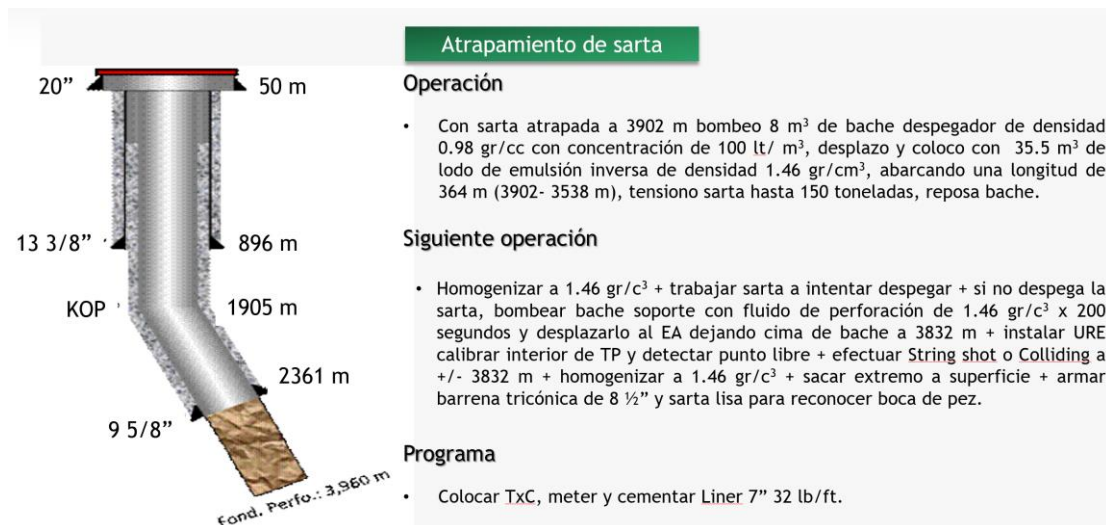 Atrapamiento de sarta
20”
50 m
Operación
• Con sarta atrapada a 3902 m bombeo 8 m³ de bache despegador de densidad
0.98 gr/cc con concentración de 100 lt/ m³, desplazo y coloco con 35.5 m³ de
lodo de emulsión inversa de densidad 1.46 gr/cm³, abarcando una longitud de
364 m (3902- 3538 m), tensiono sarta hasta 150 toneladas, reposa bache.
13 3/8”
896 m
Siguiente operación
• Homogenizar a 1.46 gr/c³ + trabajar sarta a intentar despegar + si no despega la
sarta, bombear bache soporte con fluido de perforación de 1.46 gr/c³ x 200
segundos y desplazarlo al EA dejando cima de bache a 3832 m + instalar URE
calibrar interior de TP y detectar punto libre + efectuar String shot o Colliding a
+/- 3832 m + homogenizar a 1.46 gr/c³ + sacar extremo a superficie + armar
barrena tricónica de 8 ½” y sarta lisa para reconocer boca de pez.
KOP
1905 m
2361 m
9 5/8”
Fond. Perfo.: 3,960 m
Programa
• Colocar TxC, meter y cementar Liner 7” 32 lb/ft.